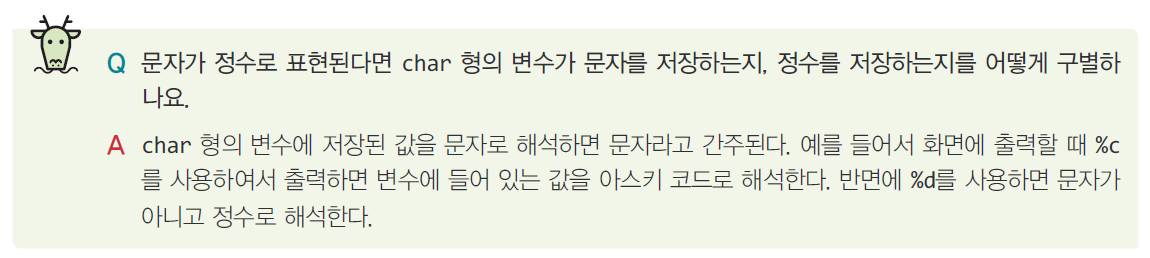 Q 문자가 정수로 표현된다면 char 형의 변수가 문자를 저장하는지, 정수를 저장하는지를 어떻게 구별하
나요.
A char 형의 변수에 저장된 값을 문자로 해석하면 문자라고 간주된다. 예를 들어서 화면에 출력할 때 %c
를 사용하여서 출력하면 변수에 들어 있는 값을 아스키 코드로 해석한다. 반면에 %d를 사용하면 문자가
아니고 정수로 해석한다.